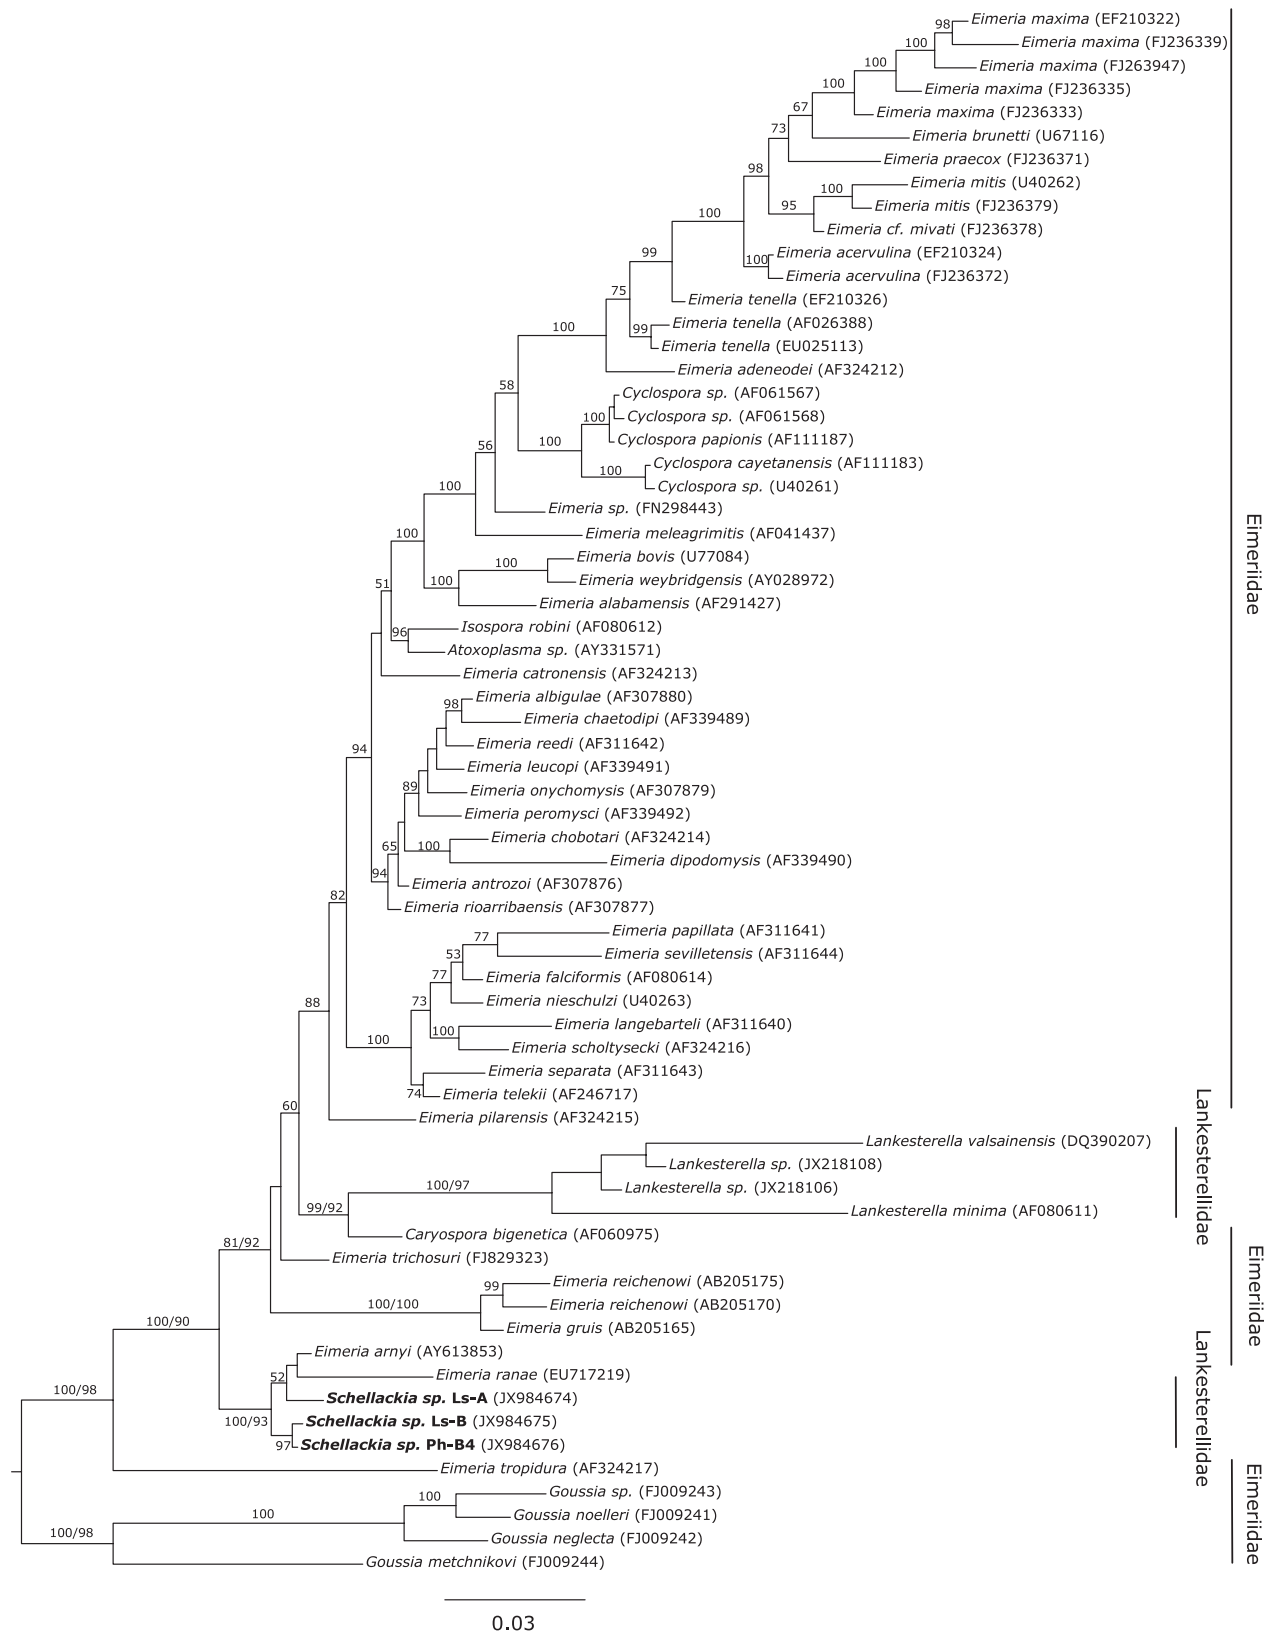 98
Eimeria maxima (EF210322)
100
Eimeria maxima (FJ236339)
100
Eimeria maxima (FJ263947)
100
Eimeria maxima (FJ236335)
67
Eimeria maxima (FJ236333)
73
Eimeria brunetti (U67116)
98
Eimeria praecox (FJ236371)
100
Eimeria mitis (U40262)
95
Eimeria mitis (FJ236379)
100
Eimeria cf. mivati (FJ236378)
99
100
Eimeria acervulina (EF210324)
Eimeria acervulina (FJ236372)
75
Eimeria tenella (EF210326)
100
99
Eimeria tenella (AF026388)
Eimeria tenella (EU025113)
Eimeria adeneodei (AF324212)
58
Cyclospora sp. (AF061567)
100
Cyclospora sp. (AF061568)
56
100
Cyclospora papionis (AF111187)
100
Cyclospora cayetanensis (AF111183)
100
Cyclospora sp. (U40261)
Eimeria sp. (FN298443)
100
Eimeria meleagrimitis (AF041437)
100
Eimeria bovis (U77084)
51
100
Eimeria weybridgensis (AY028972)
Eimeria alabamensis (AF291427)
96
Isospora robini (AF080612)
Atoxoplasma sp. (AY331571)
Eimeria catronensis (AF324213)
98
Eimeria albigulae (AF307880)
Eimeria chaetodipi (AF339489)
94
Eimeria reedi (AF311642)
Eimeria leucopi (AF339491)
89
Eimeria onychomysis (AF307879)
Eimeria peromysci (AF339492)
65
100
Eimeria chobotari (AF324214)
Eimeria dipodomysis (AF339490)
94
Eimeria antrozoi (AF307876)
82
Eimeria rioarribaensis (AF307877)
77
Eimeria papillata (AF311641)
53
Eimeria sevilletensis (AF311644)
77
Eimeria falciformis (AF080614)
88
73
Eimeria nieschulzi (U40263)
100
100
Eimeria langebarteli (AF311640)
Eimeria scholtysecki (AF324216)
74
Eimeria separata (AF311643)
Eimeria telekii (AF246717)
60
Eimeria pilarensis (AF324215)
Eimeriidae
Lankesterella valsainensis (DQ390207)
Lankesterella sp. (JX218108)
100/97
Lankesterella sp. (JX218106)
99/92
Lankesterella minima (AF080611)
Lankesterellidae
81/92
Caryospora bigenetica (AF060975)
Eimeria trichosuri (FJ829323)
99
Eimeria reichenowi (AB205175)
100/100
Eimeria reichenowi (AB205170)
100/90
Eimeria gruis (AB205165)
Eimeriidae
Eimeria arnyi (AY613853)
52
Eimeria ranae (EU717219)
100/98
Schellackia sp. Ls-A (JX984674)
100/93
Schellackia sp. Ls-B (JX984675)
97
Schellackia sp. Ph-B4 (JX984676)
Lankesterellidae
Eimeria tropidura (AF324217)
100
Goussia sp. (FJ009243)
100
Goussia noelleri (FJ009241)
100/98
Goussia neglecta (FJ009242)
Goussia metchnikovi (FJ009244)
Eimeriidae
0.03